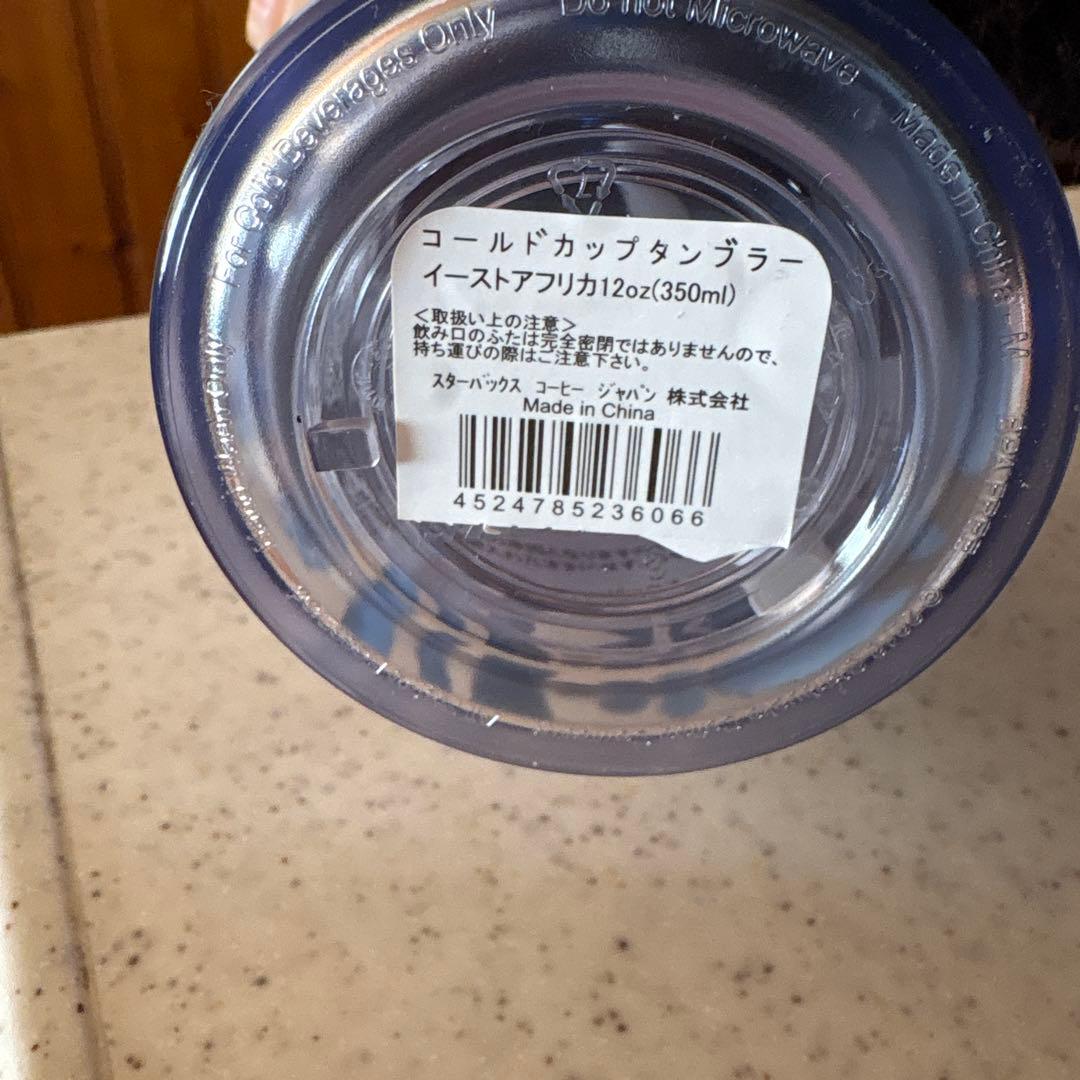 For Cold Beverages Only
Do not Microwave
Made in China
BPA FREE
コールドカップタンブラー
イーストアフリカ12oz(350ml)
<取扱い上の注意>
飲み口のふたは完全密閉ではありませんので、
持ち運びの際はご注意下さい。
スターバックス コーヒー ジャパン 株式会社
Made in China
4524785236066